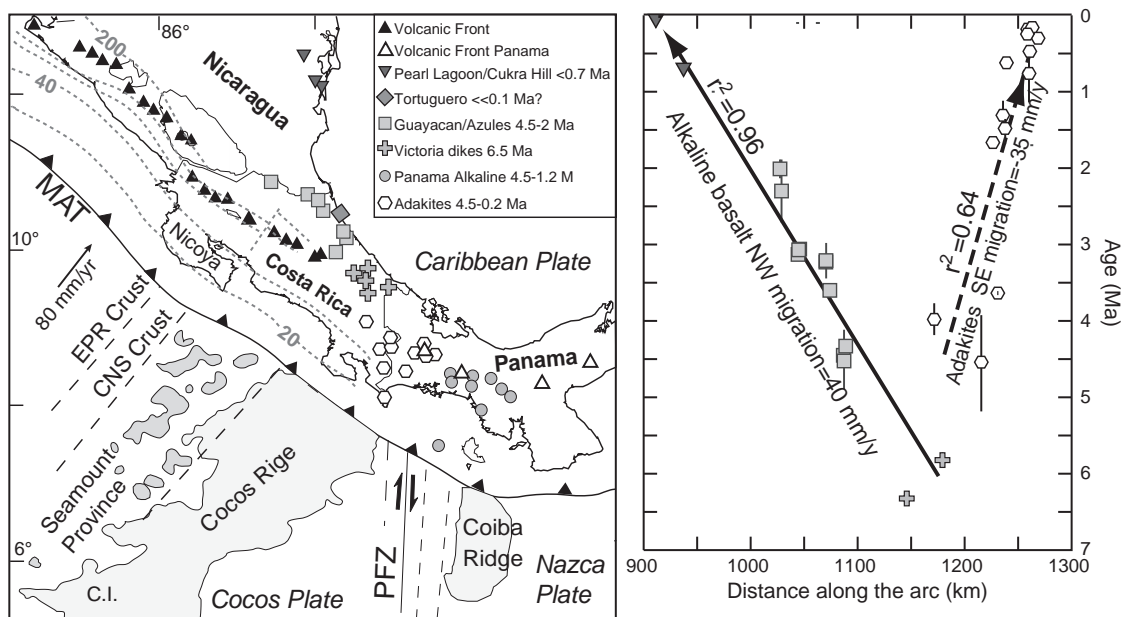 86°
Volcanic Front
Volcanic Front Panama
Pearl Lagoon/Cukra Hill <0.7 Ma
Tortuguero <<0.1 Ma?
Guayacan/Azules 4.5-2 Ma
Victoria dikes 6.5 Ma
Panama Alkaline 4.5-1.2 M
Adakites 4.5-0.2 Ma
200
40
Nicaragua
MAT
10°
Nicoya
Costa Rica
Caribbean Plate
80 mm/yr
EPR Crust
CNS Crust
20
Panama
Seamount
Province
Cocos Rige
6°
C.I.
Cocos Plate
PFZ
Coiba
Ridge
Nazca
Plate
r²=0.96
Alkaline basalt NW migration=40 mm/y
r²=0.64
Adakites SE migration=-35 mm/y
0
1
2
3
4
5
6
7
Age (Ma)
900 1000 1100 1200 1300
Distance along the arc (km)